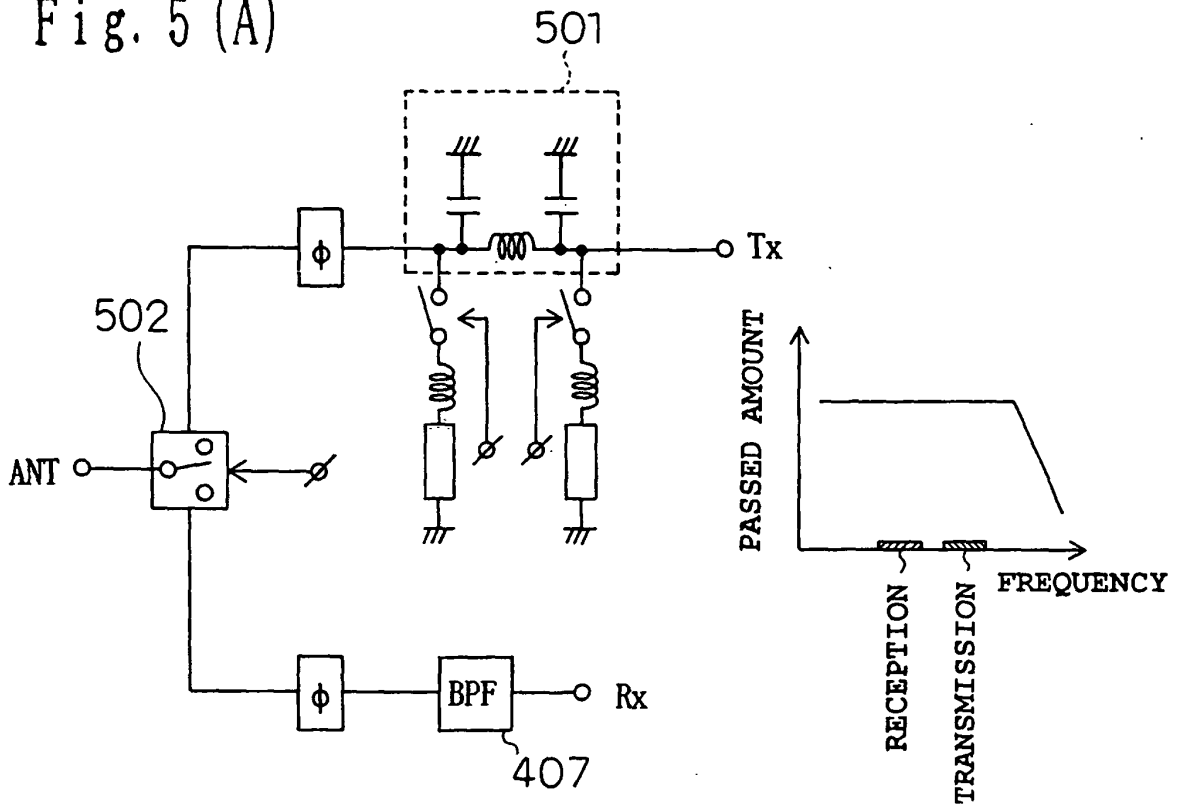 Fig. 5 (A)
501
ϕ
Tx
502
ANT
ϕ
BPF
Rx
407
PASSED AMOUNT
FREQUENCY
RECEPTION
TRANSMISSION